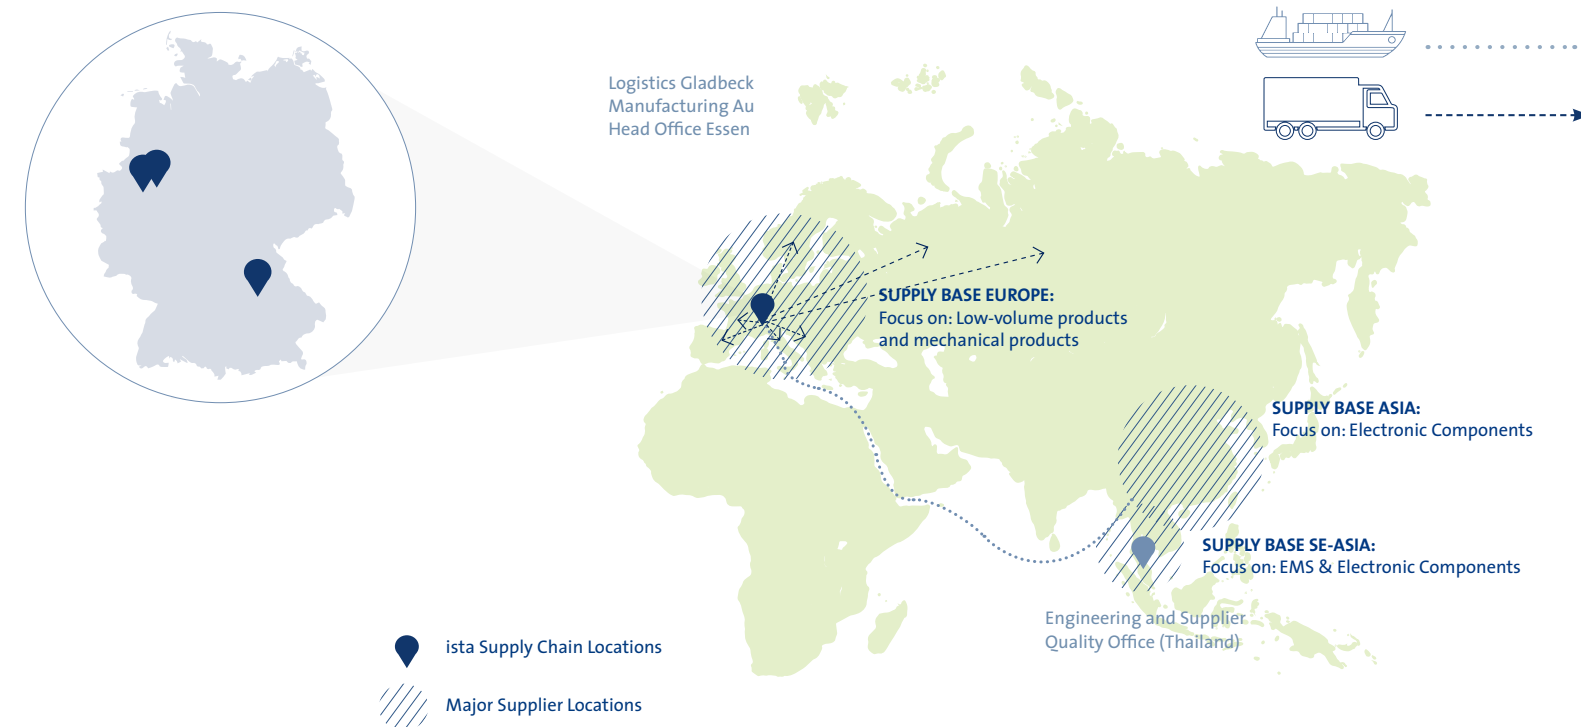 Logistics Gladbeck
Manufacturing Au
Head Office Essen
SUPPLY BASE EUROPE:
Focus on: Low-volume products
and mechanical products
SUPPLY BASE ASIA:
Focus on: Electronic Components
SUPPLY BASE SE-ASIA:
Focus on: EMS & Electronic Components
Engineering and Supplier
Quality Office (Thailand)
ista Supply Chain Locations
Major Supplier Locations